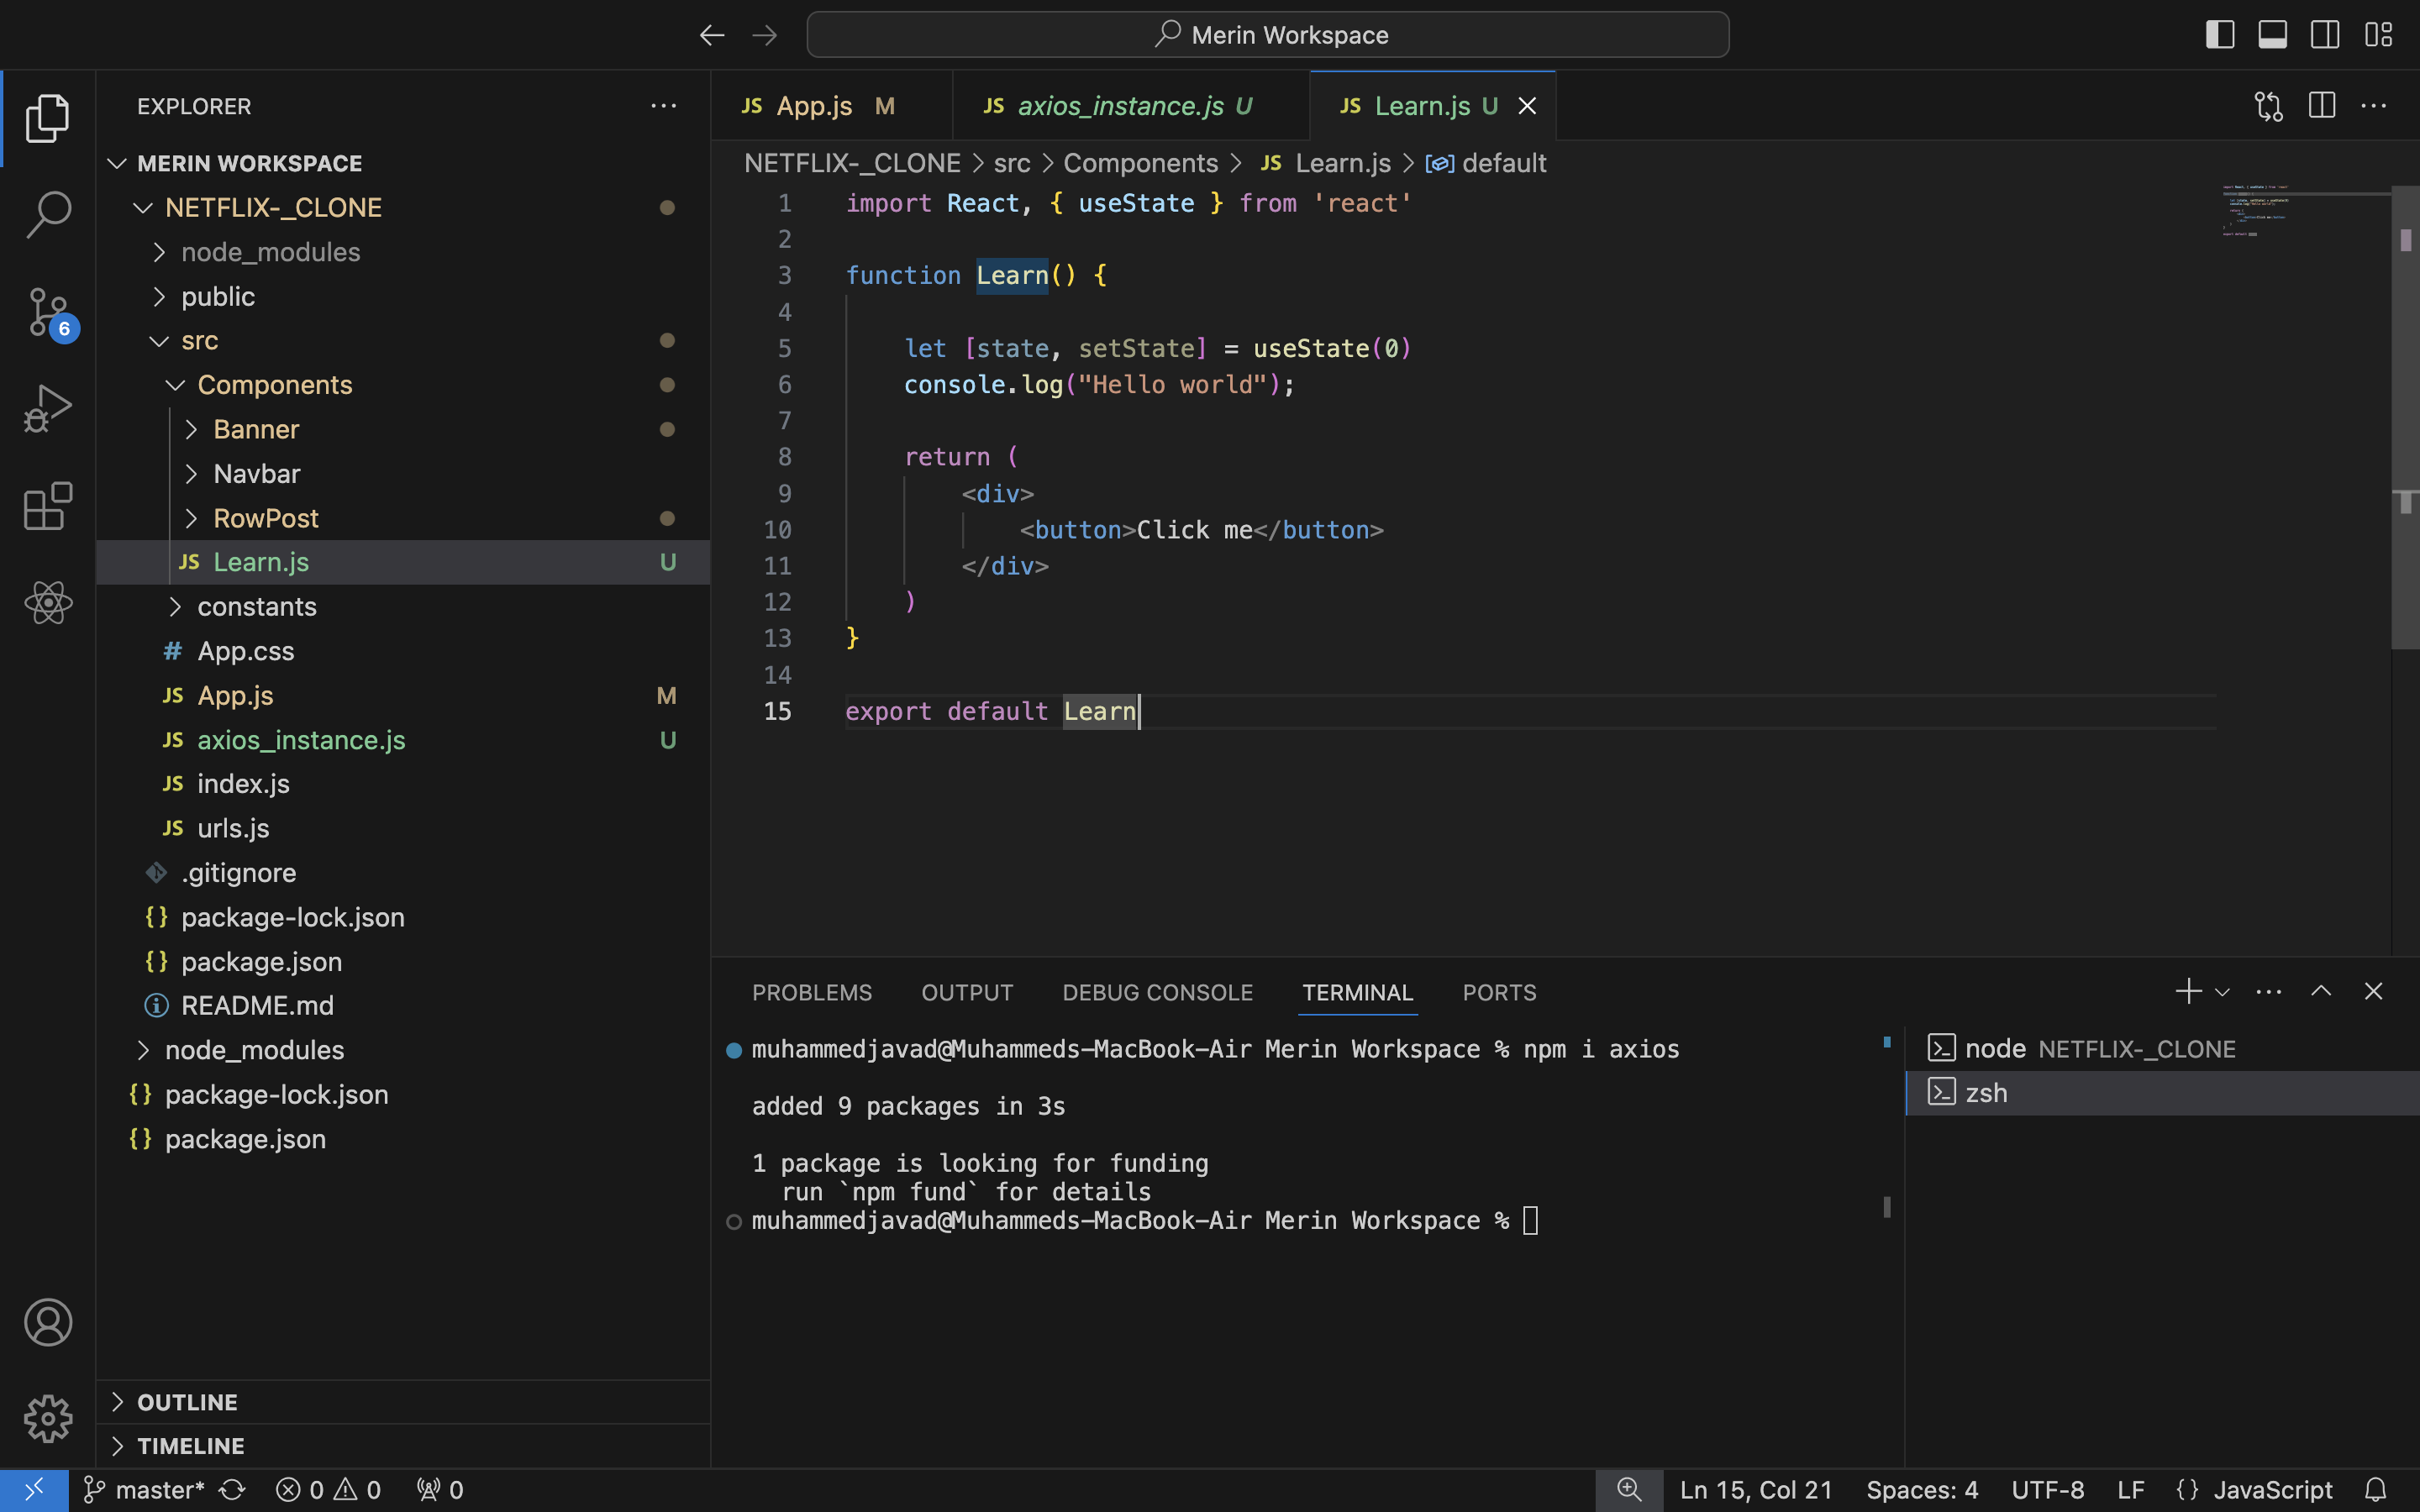 Merin Workspace
EXPLORER
MERIN WORKSPACE
NETFLIX-_CLONE
node_modules
public
src
Components
Banner
Navbar
RowPost
JS Learn.js U
constants
# App.css
JS App.js M
JS axios_instance.js U
JS index.js
JS urls.js
.gitignore
{} package-lock.json
{} package.json
README.md
node_modules
{} package-lock.json
{} package.json
OUTLINE
TIMELINE
6
JS App.js M
JS axios_instance.js U
JS Learn.js U
NETFLIX-_CLONE > src > Components > JS Learn.js > default
1 import React, { useState } from 'react'
2
3 function Learn() {
4
5 let [state, setState] = useState(0)
6 console.log("Hello world");
7
8 return (
9 <div>
10 <button>Click me</button>
11 </div>
12 )
13 }
14
15 export default Learn
PROBLEMS OUTPUT DEBUG CONSOLE TERMINAL PORTS
muhammedjavad@Muhammeds-MacBook-Air Merin Workspace % npm i axios
added 9 packages in 3s
1 package is looking for funding
run `npm fund` for details
muhammedjavad@Muhammeds-MacBook-Air Merin Workspace %
node NETFLIX-_CLONE
zsh
master* 0 0 0 Ln 15, Col 21 Spaces: 4 UTF-8 LF {} JavaScript